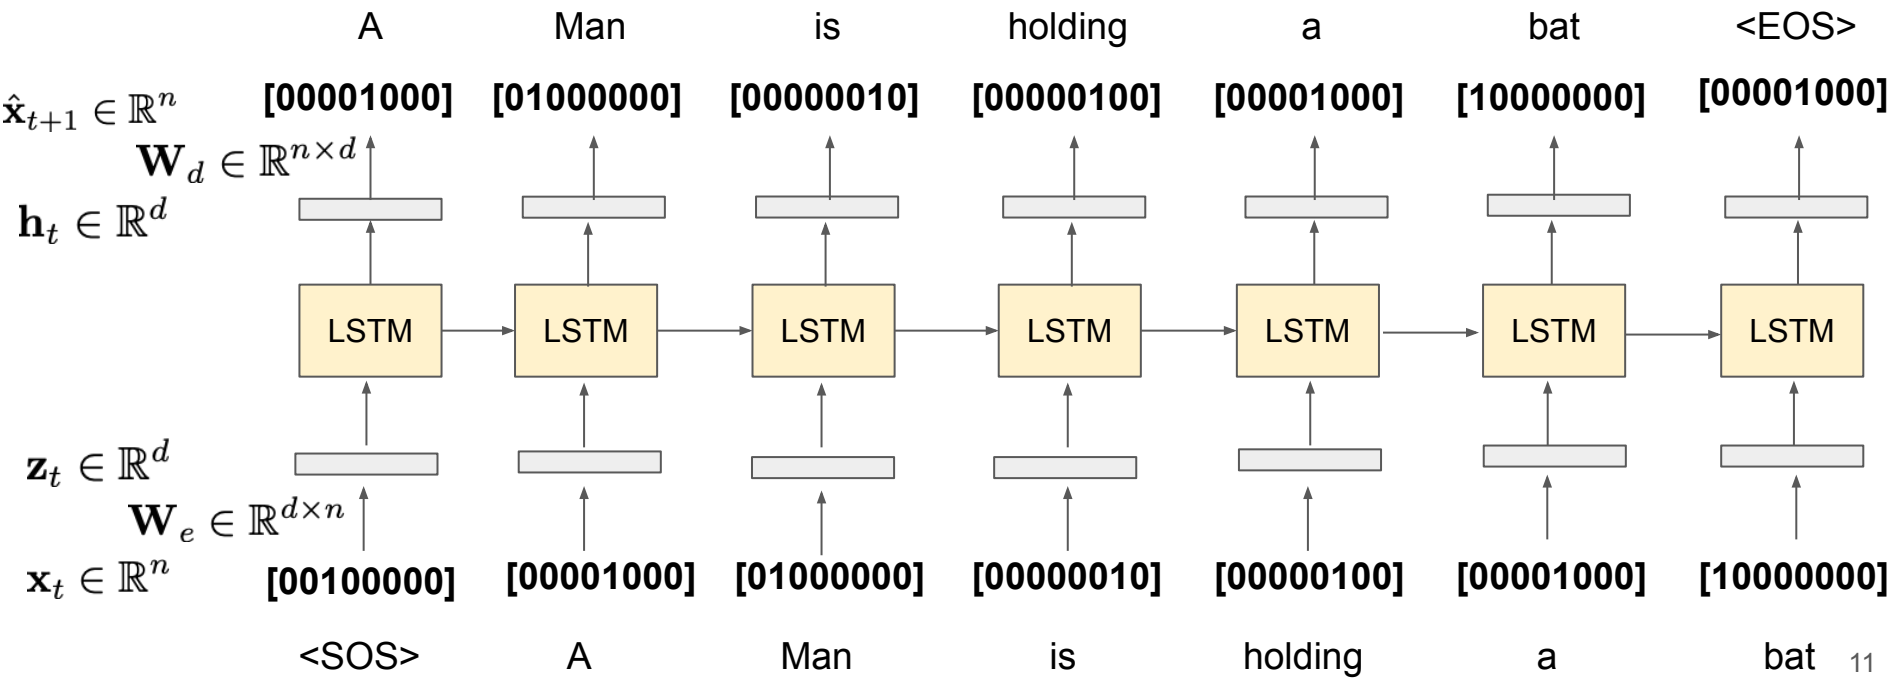 A Man is holding a bat <EOS>
x̂_{t+1} ∈ ℝ^n [00001000] [01000000] [00000010] [00000100] [00001000] [10000000] [00001000]
W_d ∈ ℝ^{n×d}
h_t ∈ ℝ^d
LSTM LSTM LSTM LSTM LSTM LSTM LSTM
z_t ∈ ℝ^d
W_e ∈ ℝ^{d×n}
x_t ∈ ℝ^n [00100000] [00001000] [01000000] [00000010] [00000100] [00001000] [10000000]
<SOS> A Man is holding a bat 11